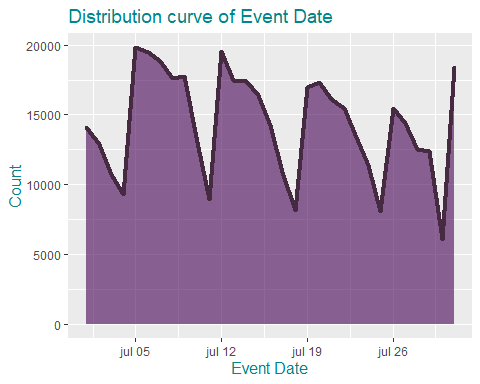 Distribution curve of Event Date
Count
20000
15000
10000
5000
0
jul 05
jul 12
jul 19
jul 26
Event Date